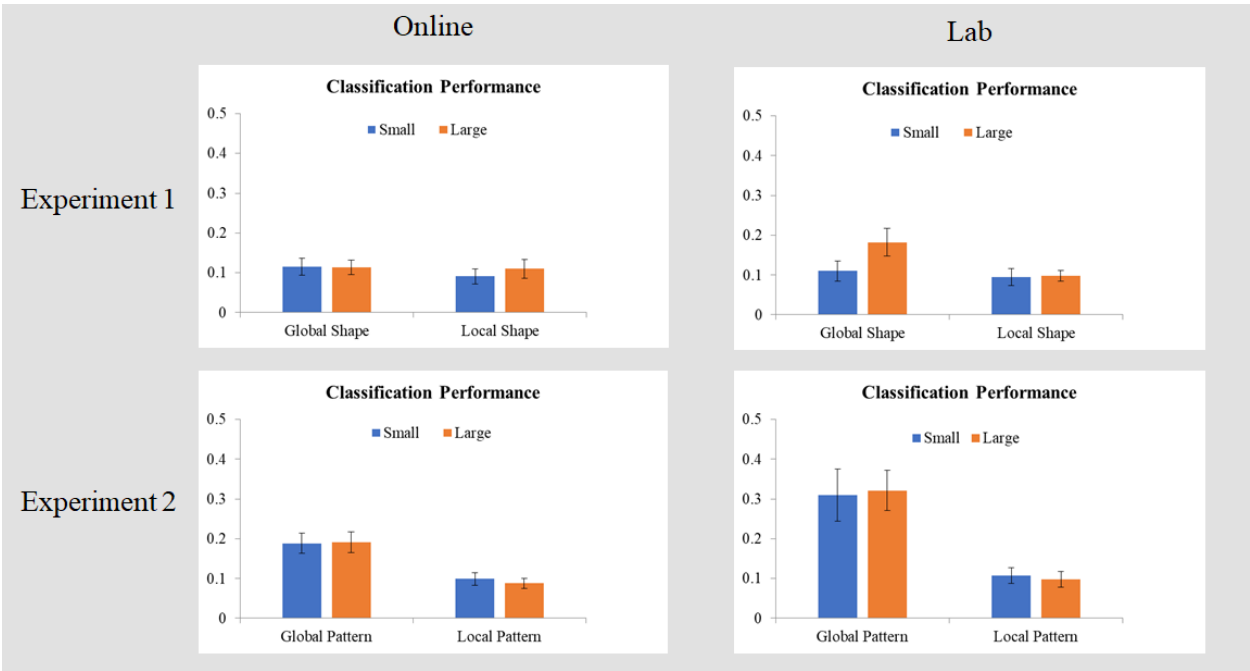 Online
Lab
Experiment 1
Classification Performance
Small Large
0.5
0.4
0.3
0.2
0.1
0
Global Shape Local Shape
Classification Performance
Small Large
0.5
0.4
0.3
0.2
0.1
0
Global Shape Local Shape
Experiment 2
Classification Performance
Small Large
0.5
0.4
0.3
0.2
0.1
0
Global Pattern Local Pattern
Classification Performance
Small Large
0.5
0.4
0.3
0.2
0.1
0
Global Pattern Local Pattern